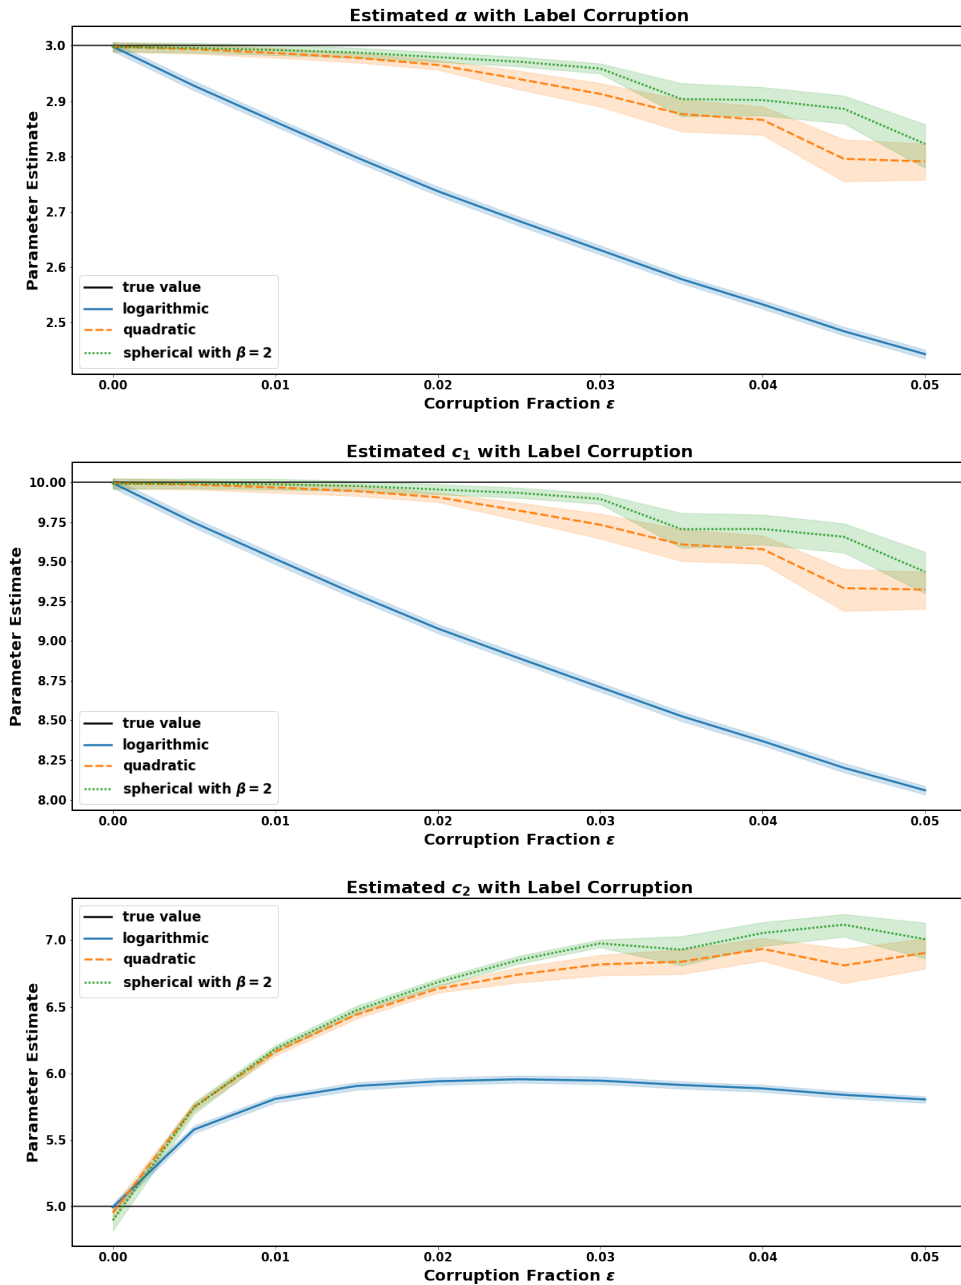 Estimated α with Label Corruption
Parameter Estimate
3.0
2.9
2.8
2.7
2.6
2.5
true value
logarithmic
quadratic
spherical with β = 2
0.00 0.01 0.02 0.03 0.04 0.05
Corruption Fraction ε
Estimated c₁ with Label Corruption
Parameter Estimate
10.00
9.75
9.50
9.25
9.00
8.75
8.50
8.25
8.00
true value
logarithmic
quadratic
spherical with β = 2
0.00 0.01 0.02 0.03 0.04 0.05
Corruption Fraction ε
Estimated c₂ with Label Corruption
Parameter Estimate
true value
logarithmic
quadratic
spherical with β = 2
7.0
6.5
6.0
5.5
5.0
0.00 0.01 0.02 0.03 0.04 0.05
Corruption Fraction ε